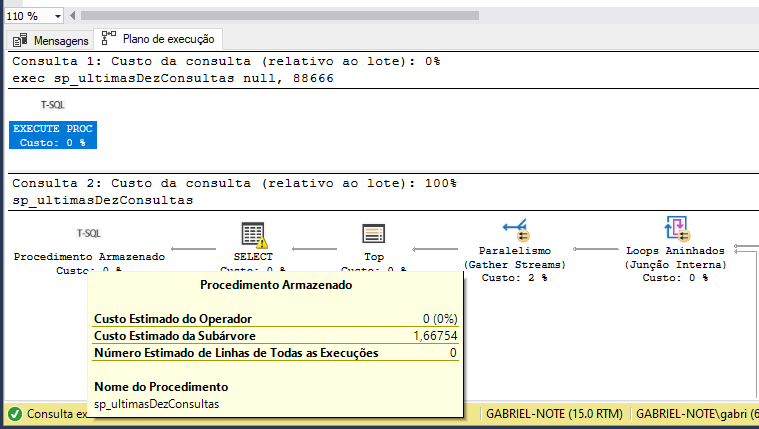 110 %
Mensagens
Plano de execução
Consulta 1: Custo da consulta (relativo ao lote): 0%
exec sp_ultimasDezConsultas null, 88666
T-SQL
EXECUTE PROC
Custo: 0 %
Consulta 2: Custo da consulta (relativo ao lote): 100%
sp_ultimasDezConsultas
T-SQL
Procedimento Armazenado
Custo: 0 %
SELECT
Custo: 0 %
Top
Custo: 0 %
Paralelismo
(Gather Streams)
Custo: 2 %
Loops Aninhados
(Junção Interna)
Custo: 0 %
Procedimento Armazenado
Custo Estimado do Operador 0 (0%)
Custo Estimado da Subárvore 1,66754
Número Estimado de Linhas de Todas as Execuções 0
Nome do Procedimento
sp_ultimasDezConsultas
Consulta ex
GABRIEL-NOTE (15.0 RTM)
GABRIEL-NOTE\gabri (6